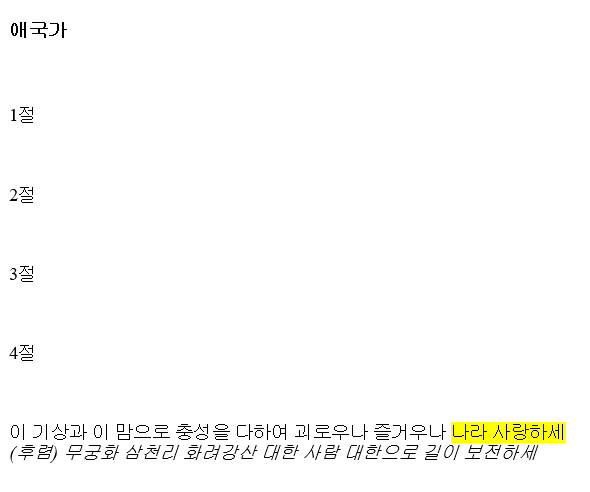 애국가
1절
2절
3절
4절
이 기상과 이 맘으로 충성을 다하여 괴로우나 즐거우나 나라 사랑하세
(후렴) 무궁화 삼천리 화려강산 대한 사람 대한으로 길이 보전하세